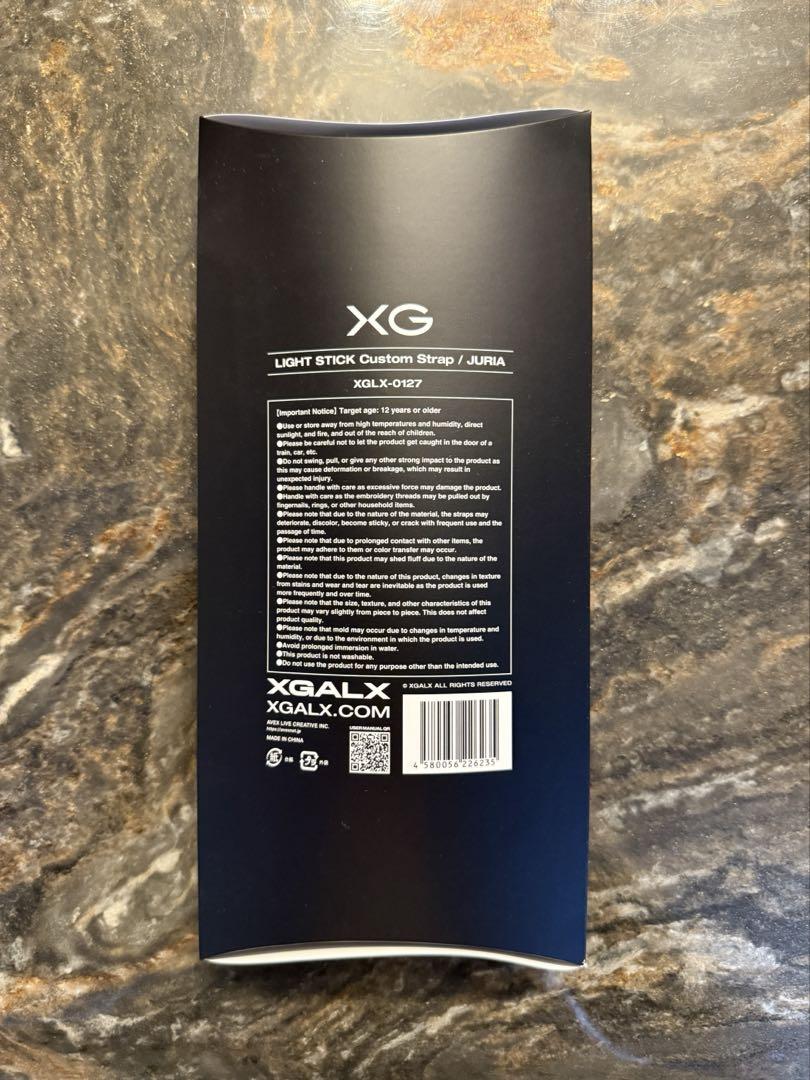 XG
LIGHT STICK Custom Strap / JURIA
XGLX-0127
[Important Notice] Target age: 12 years or older
●Use or store away from high temperatures and humidity, direct
sunlight, and fire, and out of the reach of children.
●Please be careful not to let the product get caught in the door of a
train, car, etc.
●Do not swing, pull, or give any other strong impact to the product as
this may cause deformation or breakage, which may result in
unexpected injury.
●Please handle with care as excessive force may damage the product.
●Handle with care as the embroidery threads may be pulled out by
fingernails, rings, or other household items.
●Please note that due to the nature of the material, the straps may
deteriorate, discolor, become sticky, or crack with frequent use and the
passage of time.
●Please note that due to prolonged contact with other items, the
product may adhere to them or color transfer may occur.
●Please note that this product may shed fluff due to the nature of the
material.
●Please note that due to the nature of this product, changes in texture
from stains and wear and tear are inevitable as the product is used
more frequently and over time.
●Please note that the size, texture, and other characteristics of this
product may vary slightly from piece to piece. This does not affect
product quality.
●Please note that mold may occur due to changes in temperature and
humidity, or due to the environment in which the product is used.
●Avoid prolonged immersion in water.
●This product is not washable.
●Do not use the product for any purpose other than the intended use.
XGALX
© XGALX ALL RIGHTS RESERVED
XGALX.COM
AVEX LIVE CREATIVE INC.
https://avexnet.jp
MADE IN CHINA
USER MANUAL QR
紙
プラ
外袋
4 580056 226235